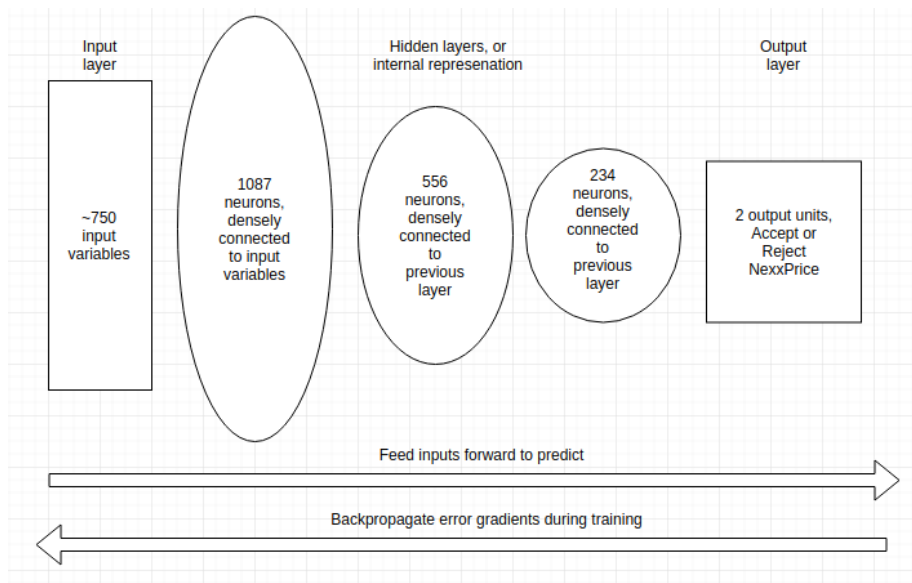 Input
layer
Hidden layers, or
internal represenation
Output
layer
~750
input
variables
1087
neurons,
densely
connected
to input
variables
556
neurons,
densely
connected
to
previous
layer
234
neurons,
densely
connected
to
previous
layer
2 output units,
Accept or
Reject
NexxPrice
Feed inputs forward to predict
Backpropagate error gradients during training